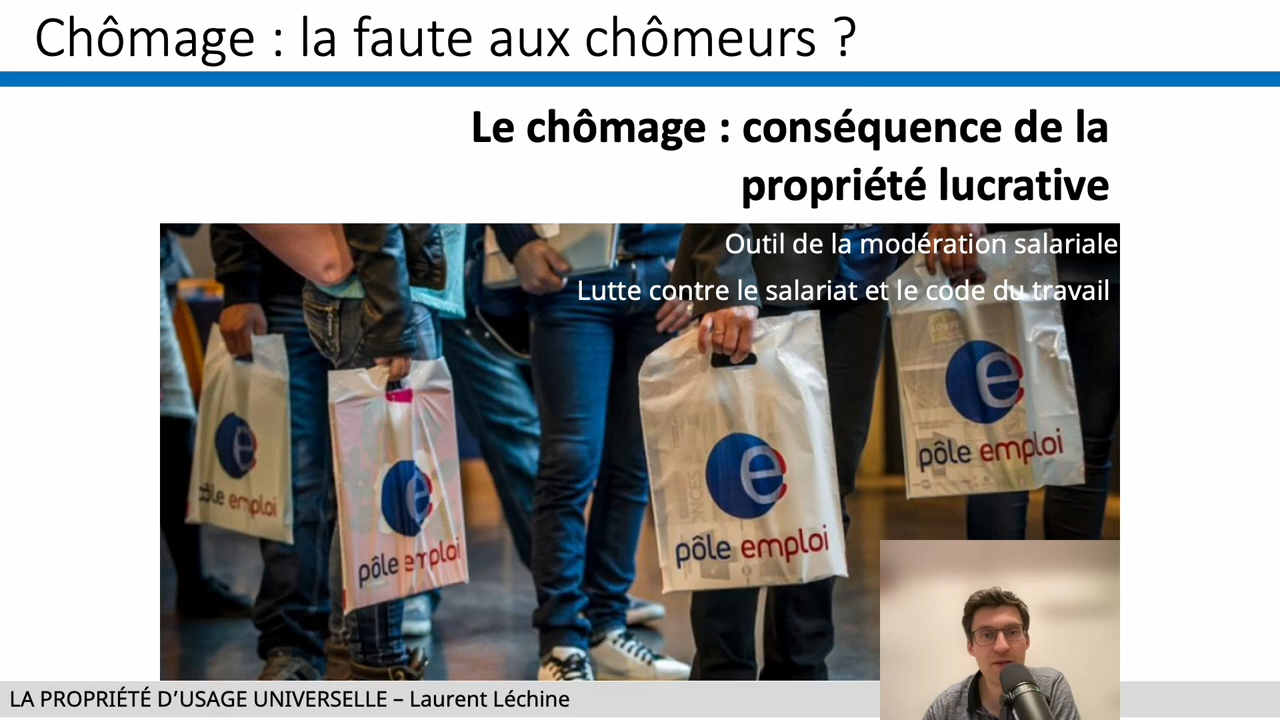 Chômage : la faute aux chômeurs ?
Le chômage : conséquence de la
propriété lucrative
Outil de la modération salariale
Lutte contre le salariat et le code du travail
pôle emploi
pôle emploi
pôle emploi
pôle emploi
LA PROPRIÉTÉ D’USAGE UNIVERSELLE – Laurent Léchine